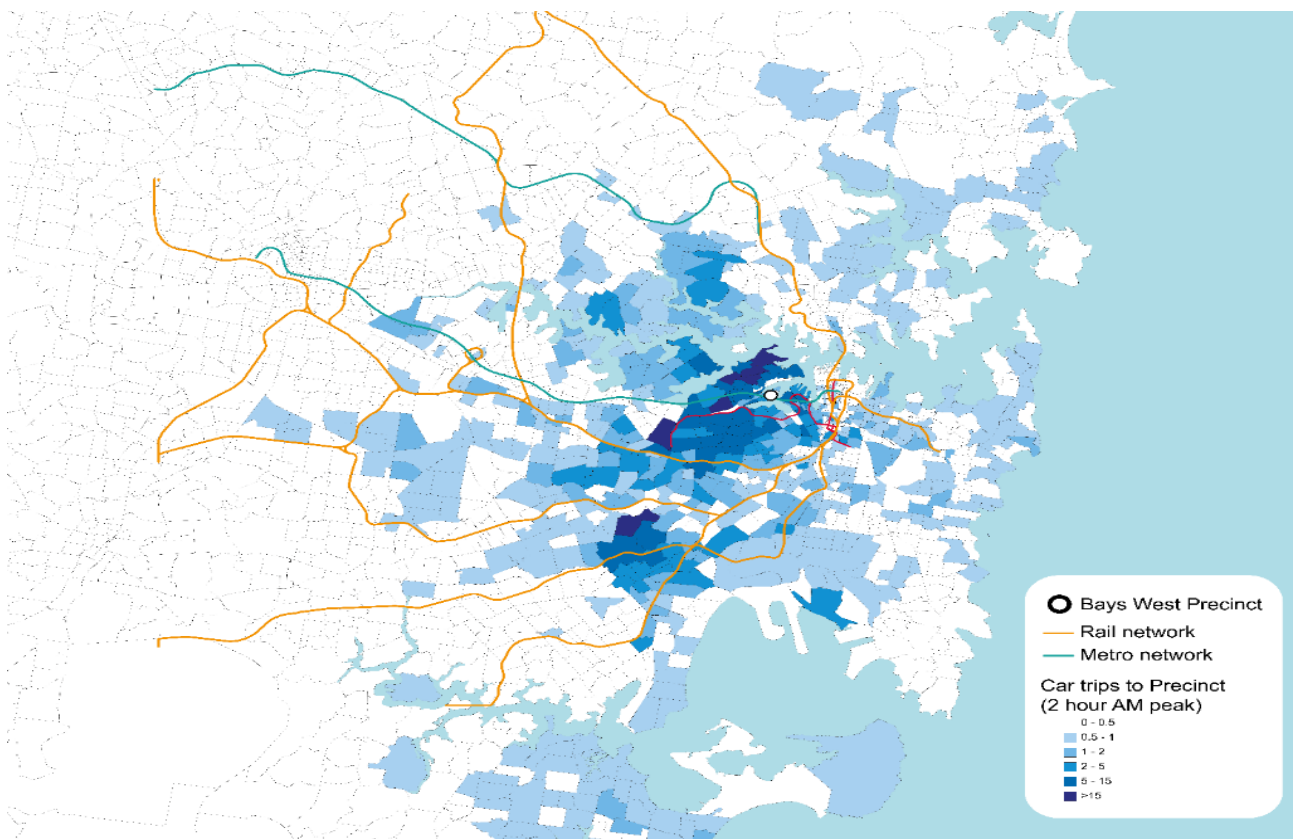 Bays West Precinct
Rail network
Metro network
Car trips to Precinct
(2 hour AM peak)
0 - 0.5
0.5 - 1
1 - 2
2 - 5
5 - 15
>15